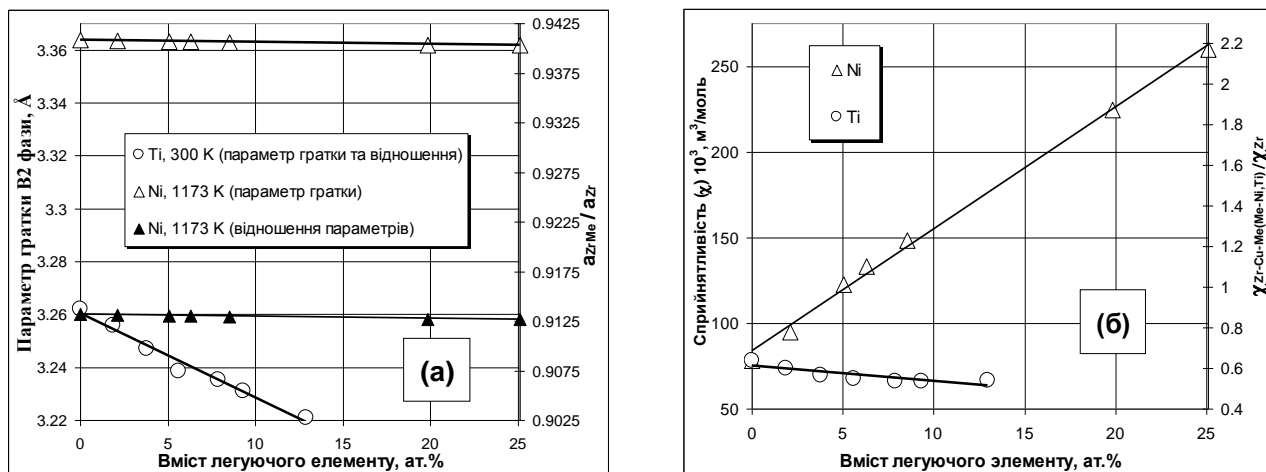 Параметр гратки В2 фази, Å
3.36
3.34
3.32
3.3
3.28
3.26
3.24
3.22
0.9425
0.9375
0.9325
0.9275
0.9225
0.9175
0.9125
0.9075
0.9025
a ZrMe / a Zr
Ti, 300 K (параметр гратки та відношення)
Ni, 1173 K (параметр гратки)
Ni, 1173 K (відношення параметрів)
(а)
0 5 10 15 20 25
Вміст легуючого елементу, ат.%
Сприйнятливість (χ) 10³, м³/моль
250
200
150
100
50
2.2
2
1.8
1.6
1.4
1.2
1
0.8
0.6
0.4
χZr-Cu-Me(Me-Ni,Ti) /χZr
Ni
Ti
(б)
0 5 10 15 20 25
Вміст легуючого элементу, ат.%